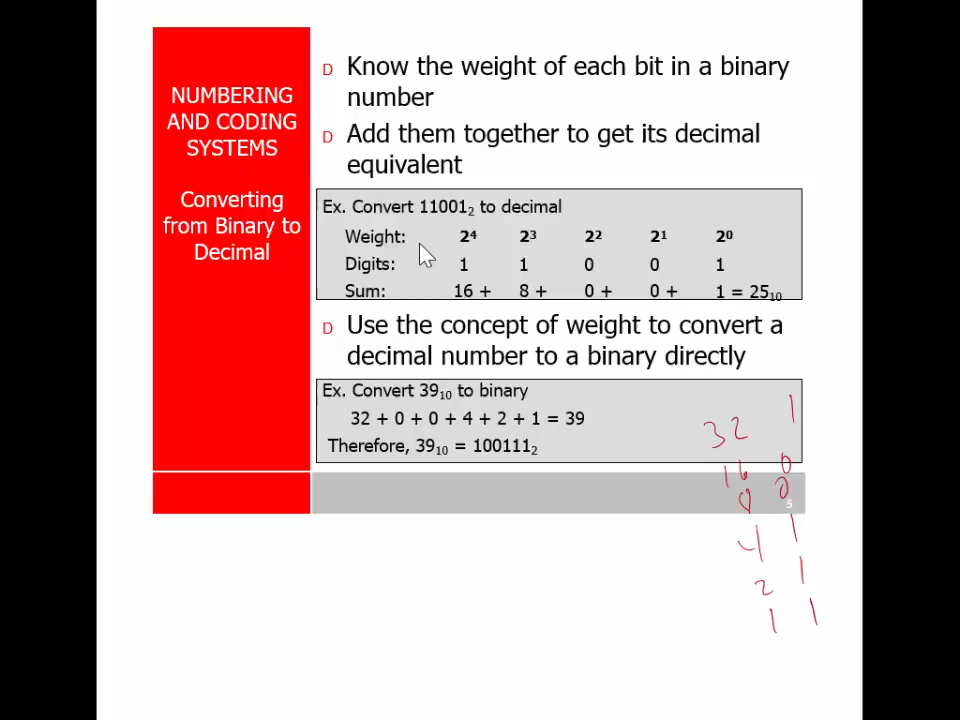 NUMBERING
AND CODING
SYSTEMS
Converting
from Binary to
Decimal
D Know the weight of each bit in a binary
number
D Add them together to get its decimal
equivalent
Ex. Convert 11001₂ to decimal
Weight: 2⁴ 2³ 2² 2¹ 2⁰
Digits: 1 1 0 0 1
Sum: 16 + 8 + 0 + 0 + 1 = 25₁₀
D Use the concept of weight to convert a
decimal number to a binary directly
Ex. Convert 39₁₀ to binary
32 + 0 + 0 + 4 + 2 + 1 = 39
Therefore, 39₁₀ = 100111₂
5
32 1
16 0
8 0
4 1
2 1
1 1